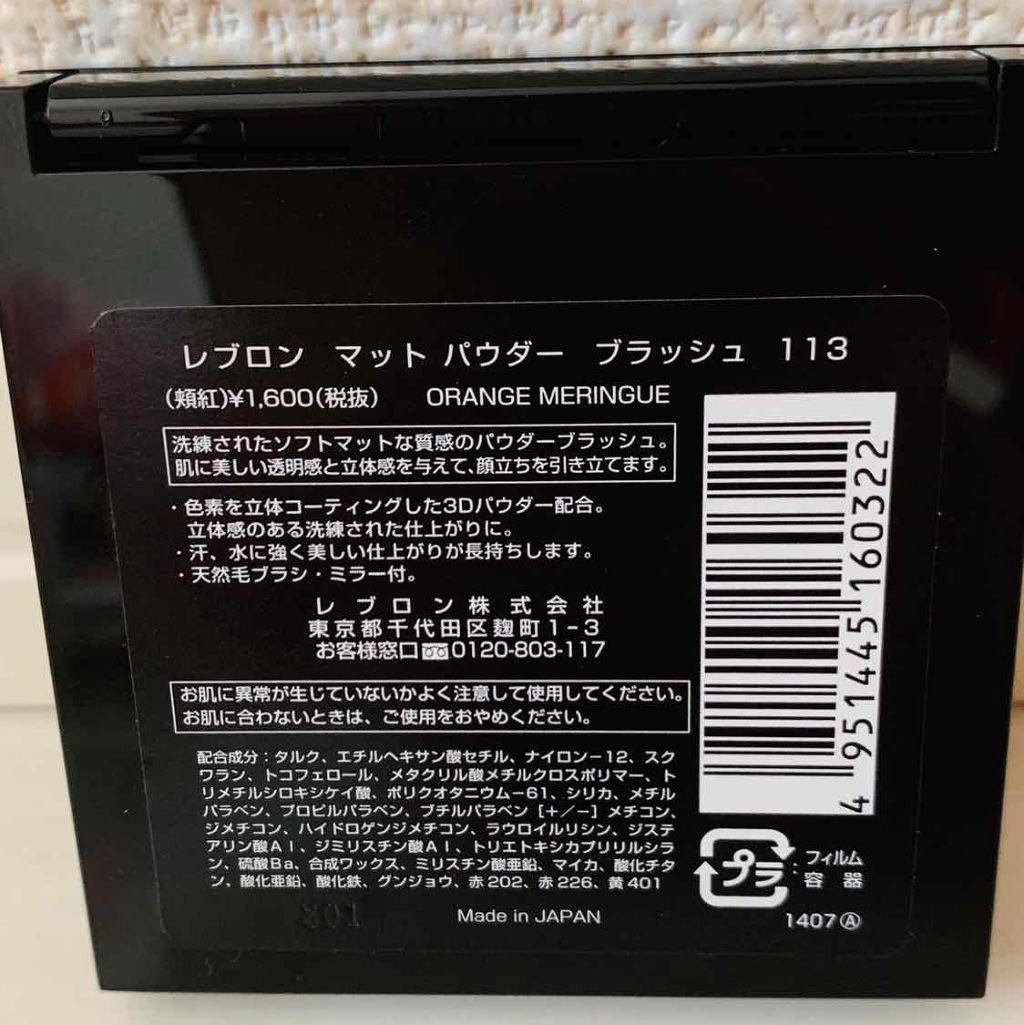 レブロン　マット パウダー　ブラッシュ　113
(頬紅)¥1,600(税抜)　ORANGE MERINGUE
洗練されたソフトマットな質感のパウダーブラッシュ。
肌に美しい透明感と立体感を与えて、顔立ちを引き立てます。
・色素を立体コーティングした3Dパウダー配合。
立体感のある洗練された仕上がりに。
・汗、水に強く美しい仕上がりが長持ちします。
・天然毛ブラシ・ミラー付。
レブロン株式会社
東京都千代田区麹町1-3
お客様窓口 0120-803-117
お肌に異常が生じていないかよく注意して使用してください。
お肌に合わないときは、ご使用をおやめください。
配合成分：タルク、エチルヘキサン酸セチル、ナイロン－12、スク
ワラン、トコフェロール、メタクリル酸メチルクロスポリマー、ト
リメチルシロキシケイ酸、ポリクオタニウム－61、シリカ、メチル
パラベン、プロピルパラベン、ブチルパラベン［+／－］メチコン、
ジメチコン、ハイドロゲンジメチコン、ラウロイルリシン、ジステ
アリン酸Aｌ、ジミリスチン酸Aｌ、トリエトキシカプリリルシラ
ン、硫酸Ba、合成ワックス、ミリスチン酸亜鉛、マイカ、酸化チタ
ン、酸化亜鉛、酸化鉄、グンジョウ、赤202、赤226、黄401
Made in JAPAN
4 951445 160322
プラ
：フィルム
容器
1407Ⓐ
9